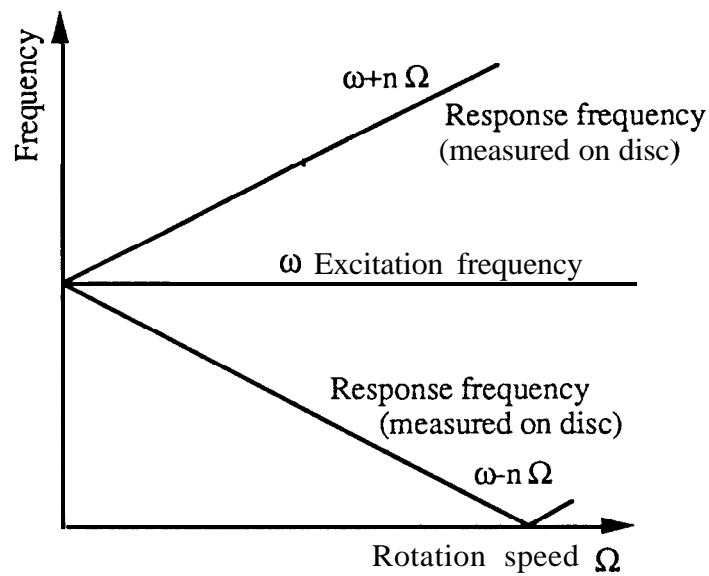 Frequency
ω+n Ω
Response frequency
(measured on disc)
ω Excitation frequency
Response frequency
(measured on disc)
ω-n Ω
Rotation speed Ω